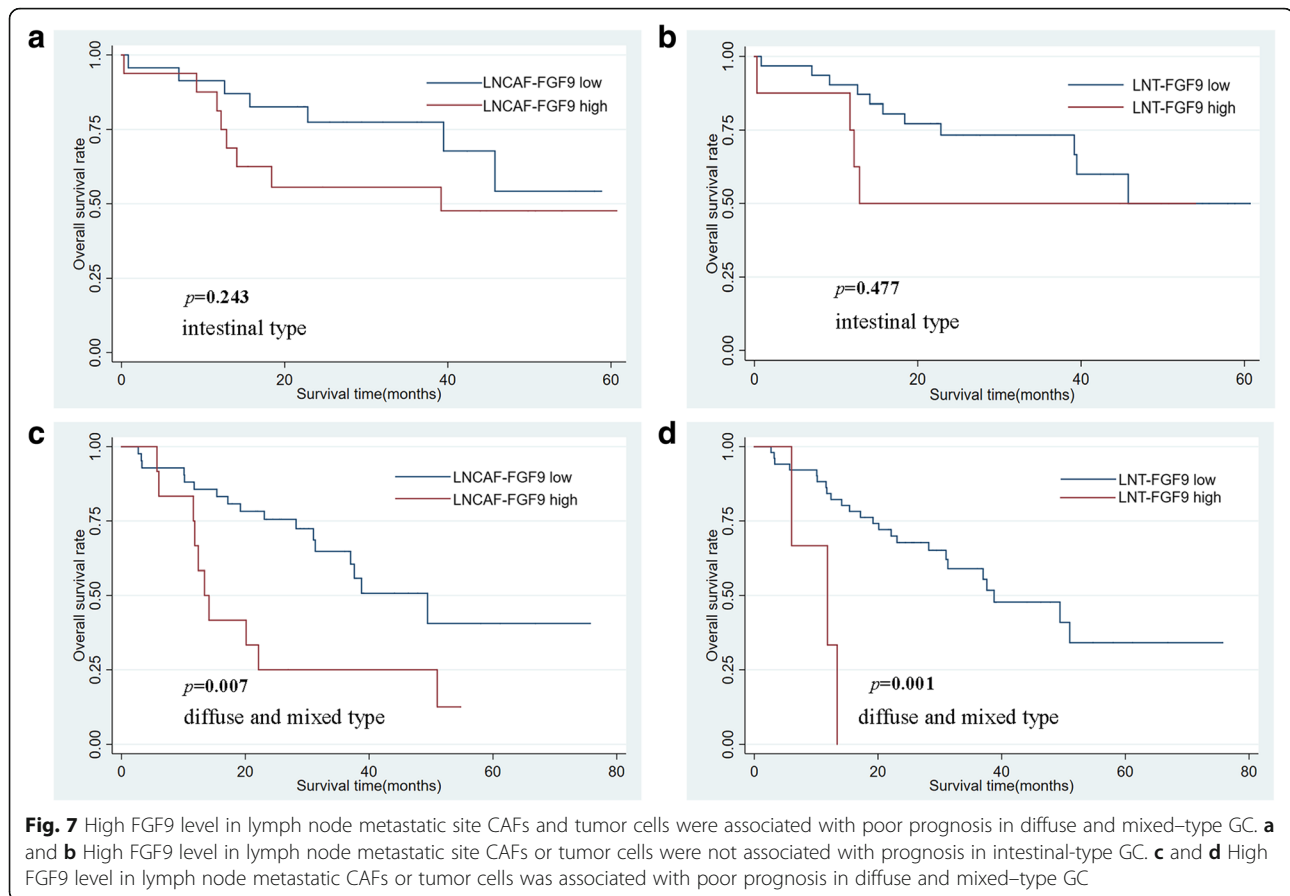 a
1.00
0.75
0.50
0.25
0.00
Overall survival rate
LNCAF-FGF9 low
LNCAF-FGF9 high
p=0.243
intestinal type
0
20
40
60
Survival time(months)
b
1.00
0.75
0.50
0.25
0.00
Overall survival rate
LNT-FGF9 low
LNT-FGF9 high
p=0.477
intestinal type
0
20
40
60
Survival time(months)
c
1.00
0.75
0.50
0.25
0.00
Overall survival rate
LNCAF-FGF9 low
LNCAF-FGF9 high
p=0.007
diffuse and mixed type
0
20
40
60
80
Survival time(months)
d
1.00
0.75
0.50
0.25
0.00
Overall survival rate
LNT-FGF9 low
LNT-FGF9 high
p=0.001
diffuse and mixed type
0
20
40
60
80
Survival time(months)
Fig. 7 High FGF9 level in lymph node metastatic site CAFs and tumor cells were associated with poor prognosis in diffuse and mixed–type GC. a
and b High FGF9 level in lymph node metastatic site CAFs or tumor cells were not associated with prognosis in intestinal-type GC. c and d High
FGF9 level in lymph node metastatic CAFs or tumor cells was associated with poor prognosis in diffuse and mixed–type GC